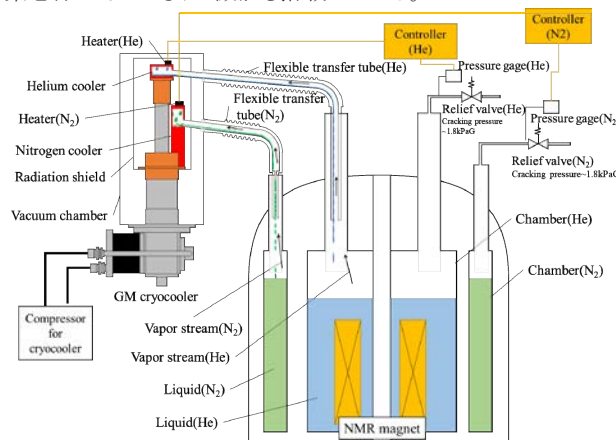 Heater(He)
Helium cooler
Heater(N2)
Nitrogen cooler
Radiation shield
Vacuum chamber
GM cryocooler
Compressor
for
cryocooler
Flexible transfer tube(He)
Flexible transfer
tube(N2)
Controller
(He)
Controller
(N2)
Pressure gage(He)
Relief valve(He)
Cracking pressure
~1.8kPaG
Pressure gage(N2)
Relief valve(N2)
Cracking pressure~1.8kPaG
Chamber(He)
Chamber(N2)
Vapor stream(N2)
Vapor stream(He)
Liquid(N2)
Liquid(He)
NMR magnet